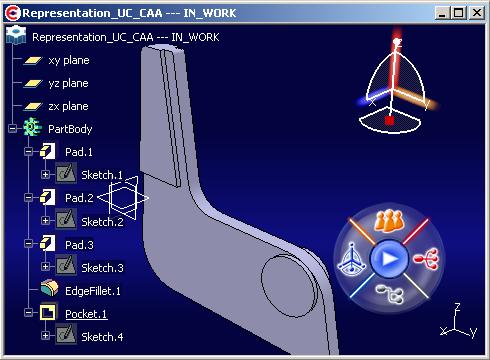 Representation_UC_CAA --- IN_WORK
Representation_UC_CAA --- IN_WORK
xy plane
yz plane
zx plane
PartBody
Pad.1
Sketch.1
Pad.2
Sketch.2
Pad.3
Sketch.3
EdgeFillet.1
Pocket.1
Sketch.4
z
x
y
z
y
x